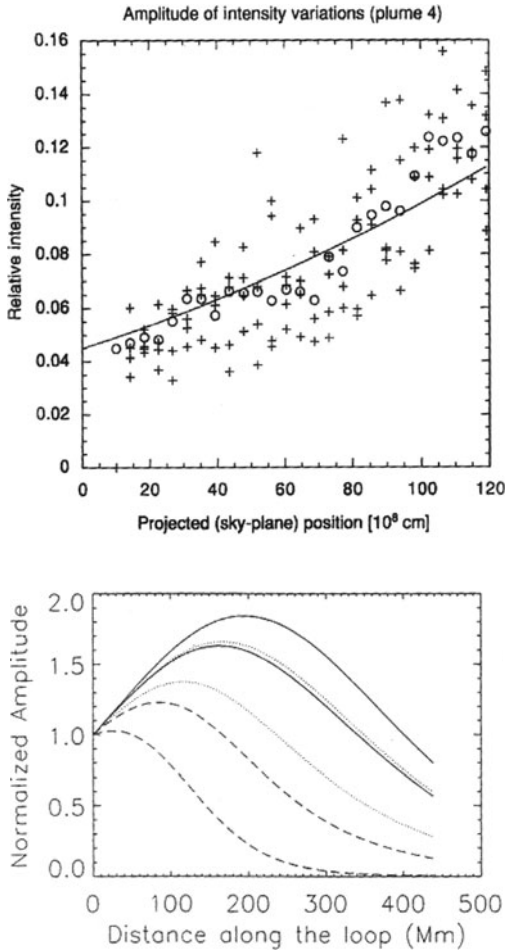 Amplitude of intensity variations (plume 4)
0.16
0.14
0.12
0.1
0.08
0.06
0.04
0.02
0
Relative intensity
0 20 40 60 80 100 120
Projected (sky-plane) position [10⁸ cm]
2.0
1.5
1.0
0.5
0.0
Normalized Amplitude
0 100 200 300 400 500
Distance along the loop (Mm)